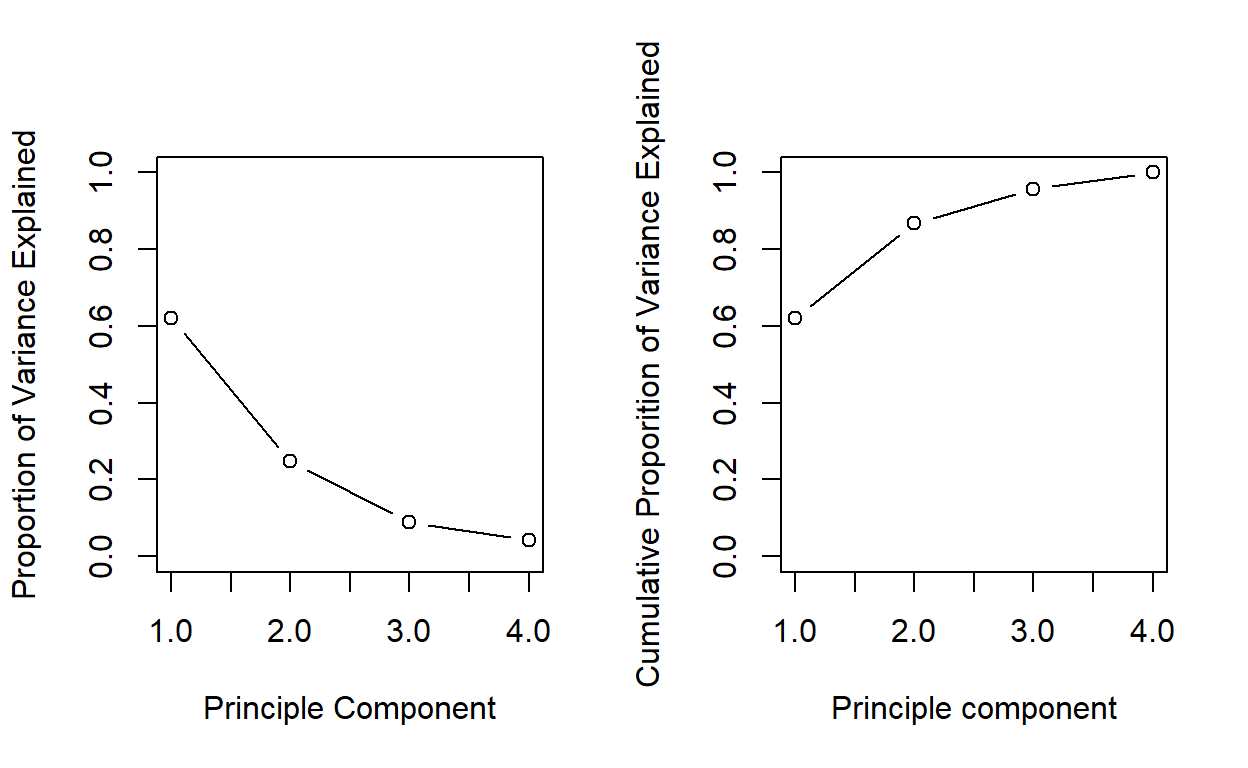 Proportion of Variance Explained
1.0
0.8
0.6
0.4
0.2
0.0
1.0 2.0 3.0 4.0
Principle Component
Cumulative Proporition of Variance Explained
1.0
0.8
0.6
0.4
0.2
0.0
1.0 2.0 3.0 4.0
Principle component